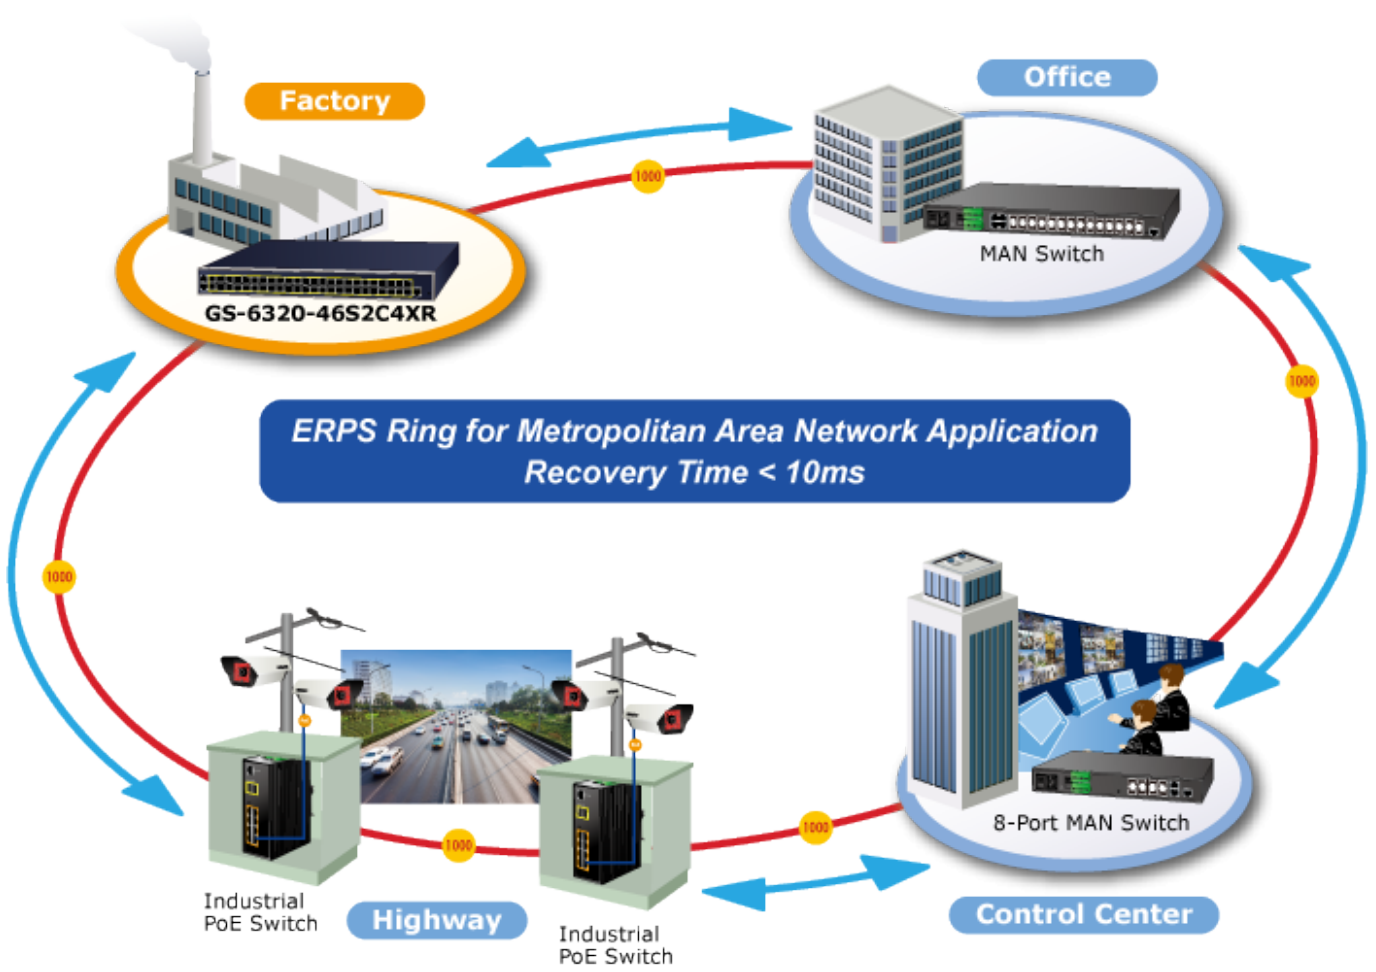 Factory
Office
1000
MAN Switch
GS-6320-46S2C4XR
1000
ERPS Ring for Metropolitan Area Network Application
Recovery Time < 10ms
1000
1000
1000
8-Port MAN Switch
Industrial
PoE Switch
Highway
Control Center
Industrial
PoE Switch